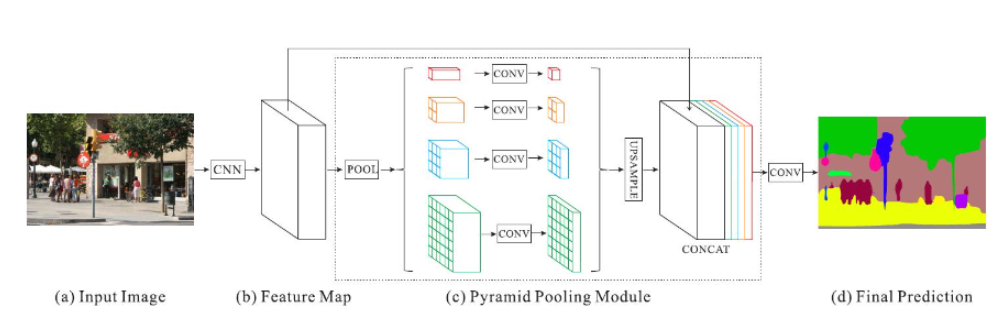 CNN
POOL
CONV
CONV
CONV
CONV
UPSAMPLE
CONCAT
CONV
(a) Input Image
(b) Feature Map
(c) Pyramid Pooling Module
(d) Final Prediction